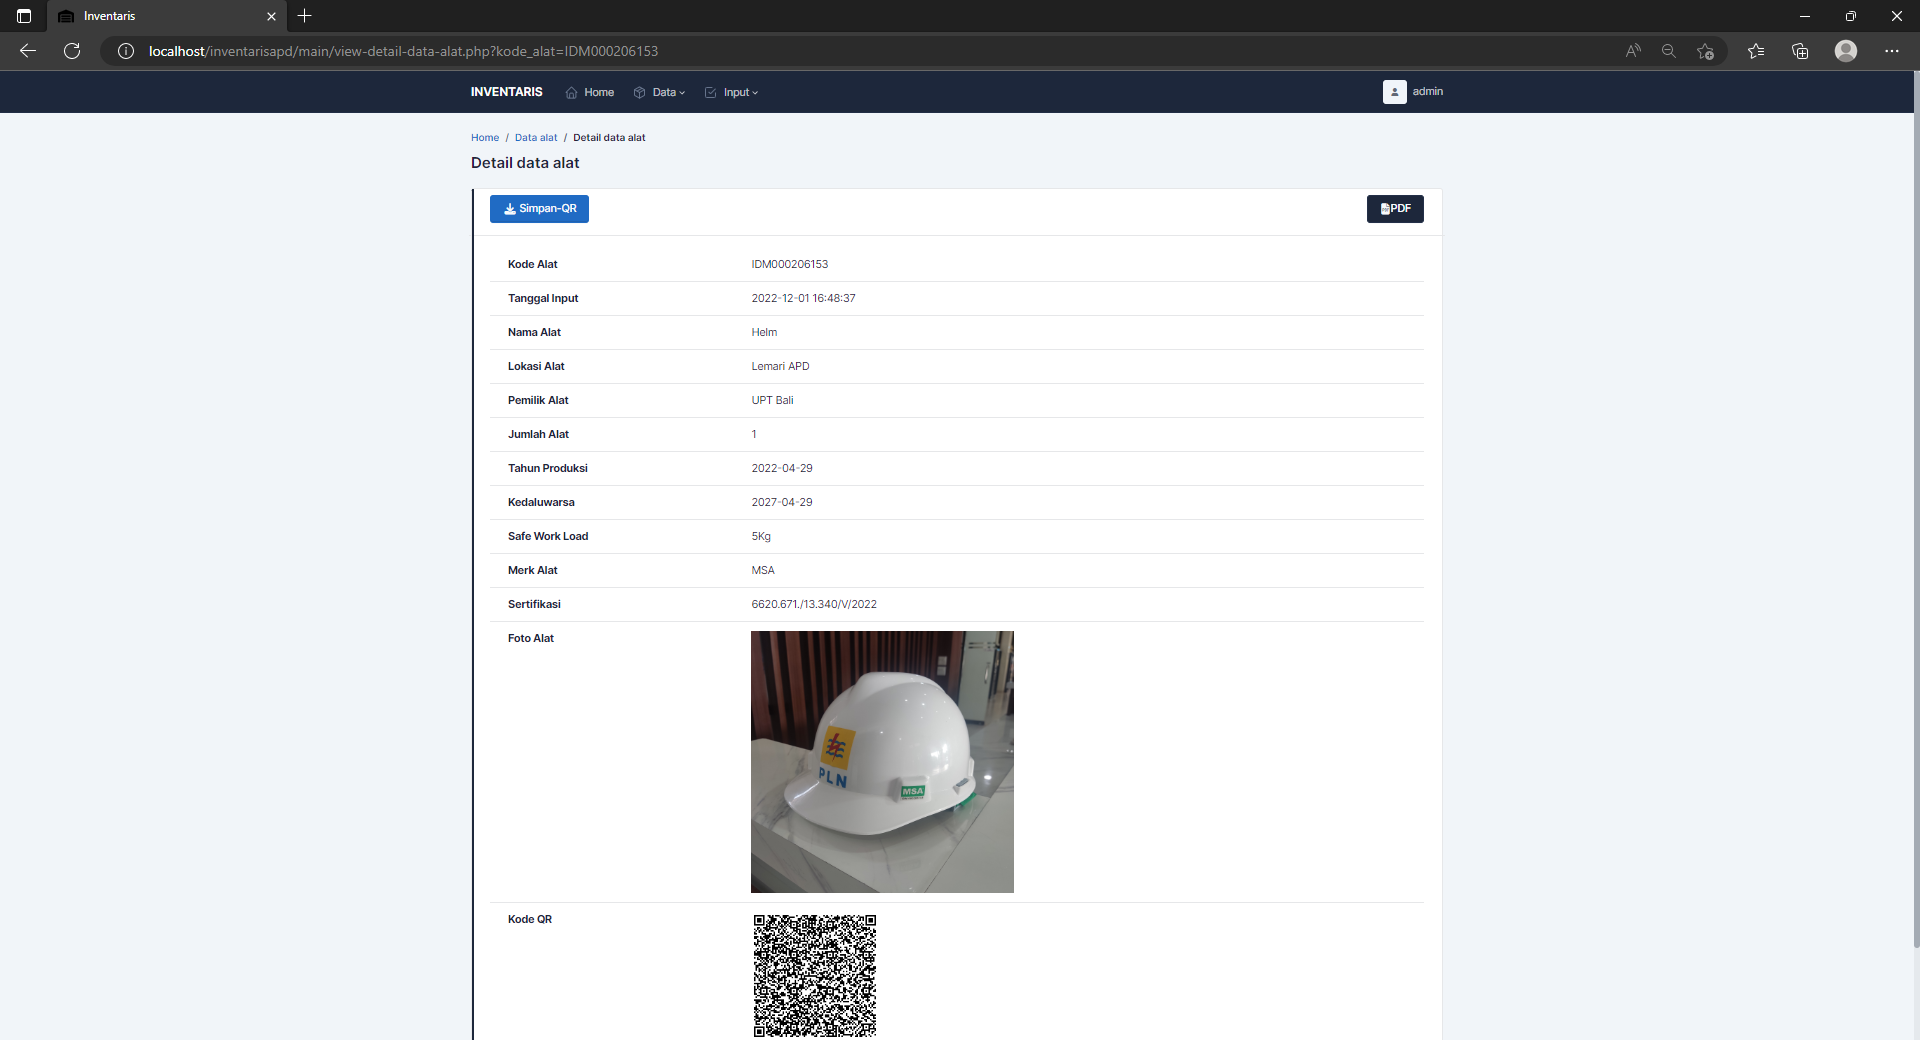 Inventaris
localhost/inventarisapd/main/view-detail-data-alat.php?kode_alat=IDM000206153
INVENTARIS Home Data Input admin
Home / Data alat / Detail data alat
Detail data alat
Simpan-QR PDF
Kode Alat IDM000206153
Tanggal Input 2022-12-01 16:48:37
Nama Alat Helm
Lokasi Alat Lemari APD
Pemilik Alat UPT Bali
Jumlah Alat 1
Tahun Produksi 2022-04-29
Kedaluwarsa 2027-04-29
Safe Work Load 5Kg
Merk Alat MSA
Sertifikasi 6620.671./13.340/V/2022
Foto Alat
PLN
MSA
Kode QR